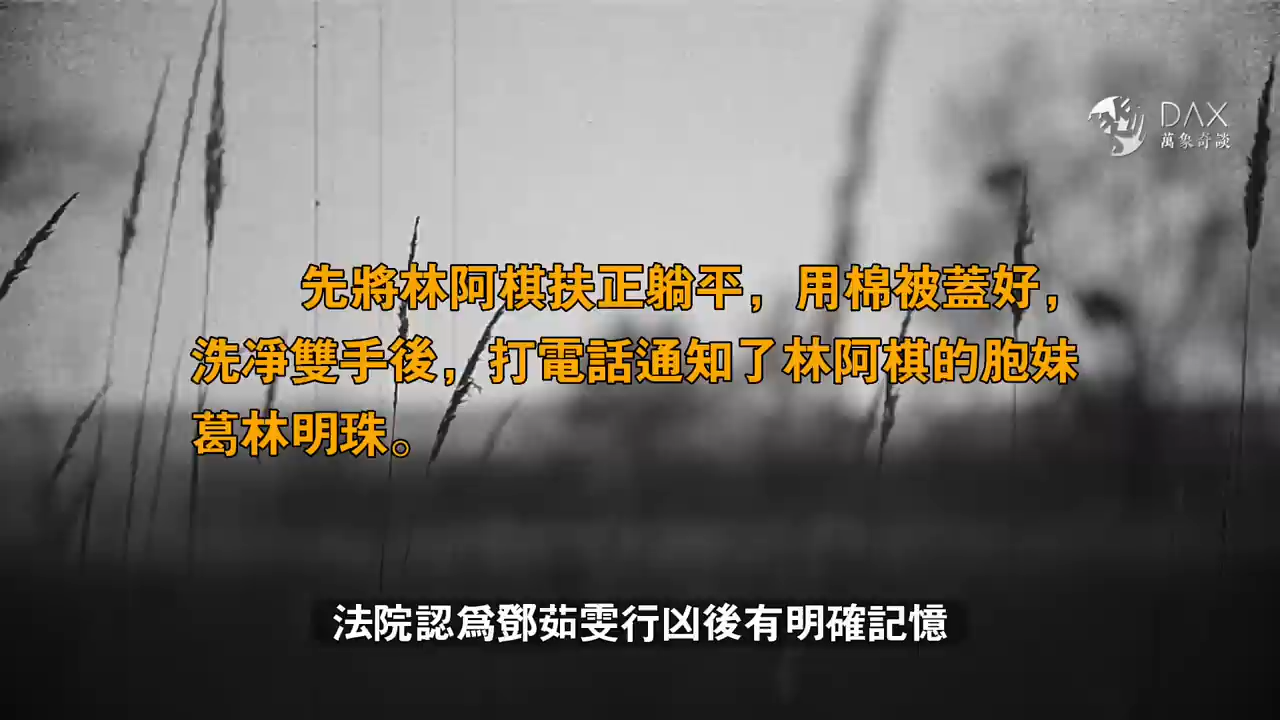 DAX
萬象奇談
先將林阿棋扶正躺平，用棉被蓋好，
洗凈雙手後，打電話通知了林阿棋的胞妹
葛林明珠。
法院認爲鄧茹雯行凶後有明確記憶